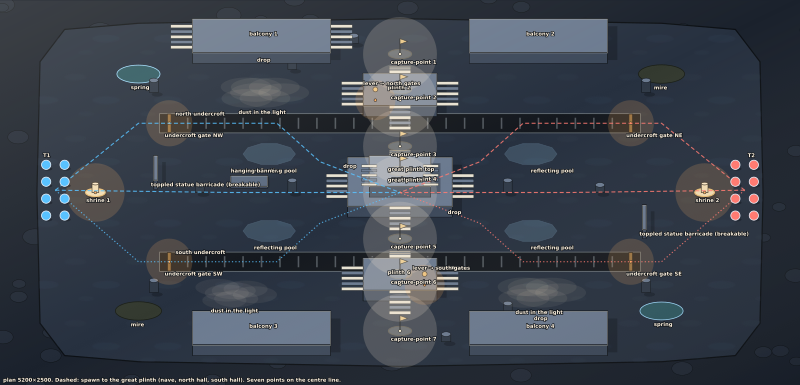 balcony 1
balcony 2
drop
capture-point 1
spring
mire
lever - north gates
plinth 2
capture-point 2
north undercroft
dust in the light
undercroft gate NW
undercroft gate NE
T1
T2
capture-point 3
drop
great plinth top
hanging banner
reflecting pool
great plinth 4
toppled statue barricade (breakable)
shrine 1
shrine 2
drop
toppled statue barricade (breakable)
reflecting pool
capture-point 5
reflecting pool
south undercroft
plinth 6
lever - south gates
undercroft gate SW
capture-point 6
undercroft gate SE
mire
dust in the light
dust in the light
drop
spring
balcony 3
balcony 4
capture-point 7
plan 5200×2500. Dashed: spawn to the great plinth (nave, north hall, south hall). Seven points on the centre line.